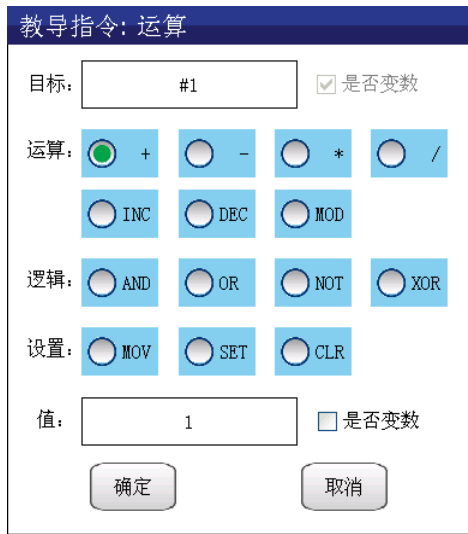 教导指令: 运算
目标: #1 是否变数
运算: + - * /
INC DEC MOD
逻辑: AND OR NOT XOR
设置: MOV SET CLR
值: 1 是否变数
确定 取消